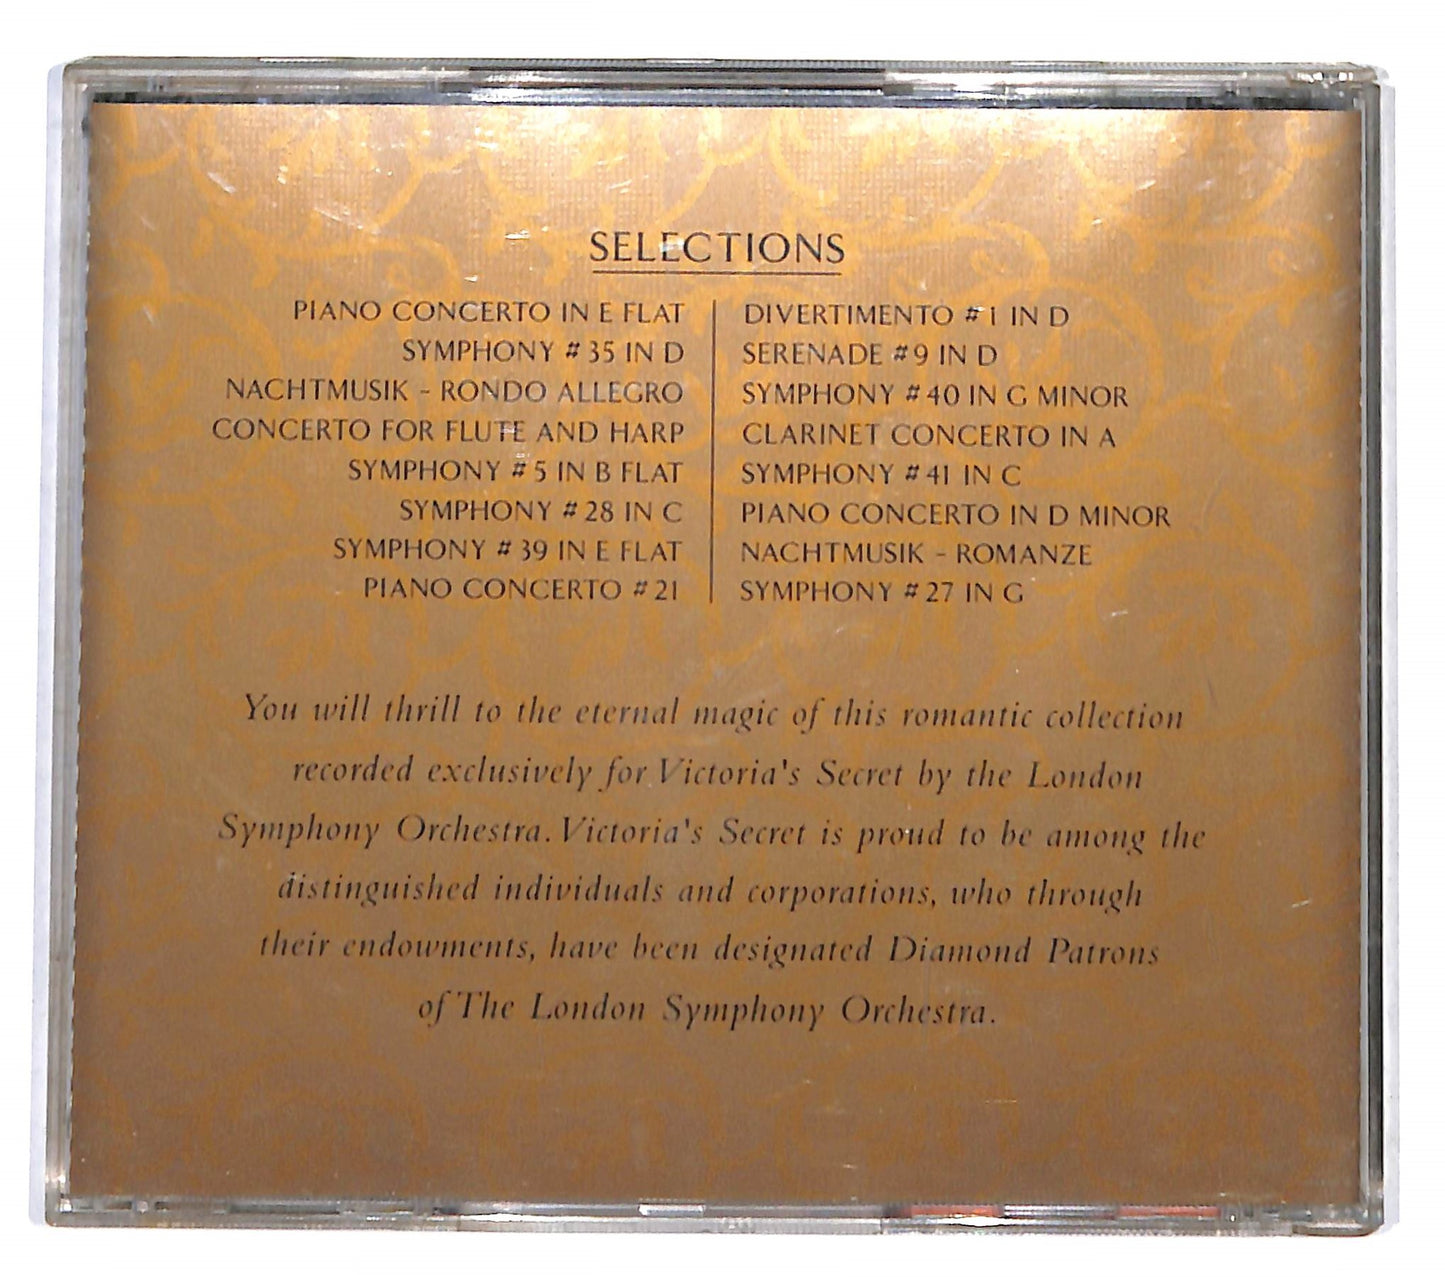 SELECTIONS
PIANO CONCERTO IN E FLAT
SYMPHONY #35 IN D
NACHTMUSIK - RONDO ALLEGRO
CONCERTO FOR FLUTE AND HARP
SYMPHONY #5 IN B FLAT
SYMPHONY #28 IN C
SYMPHONY #39 IN E FLAT
PIANO CONCERTO #21
DIVERTIMENTO #1 IN D
SERENADE #9 IN D
SYMPHONY #40 IN G MINOR
CLARINET CONCERTO IN A
SYMPHONY #41 IN C
PIANO CONCERTO IN D MINOR
NACHTMUSIK - ROMANZE
SYMPHONY #27 IN G
You will thrill to the eternal magic of this romantic collection
recorded exclusively for Victoria's Secret by the London
Symphony Orchestra. Victoria's Secret is proud to be among the
distinguished individuals and corporations, who through
their endowments, have been designated Diamond Patrons
of The London Symphony Orchestra.